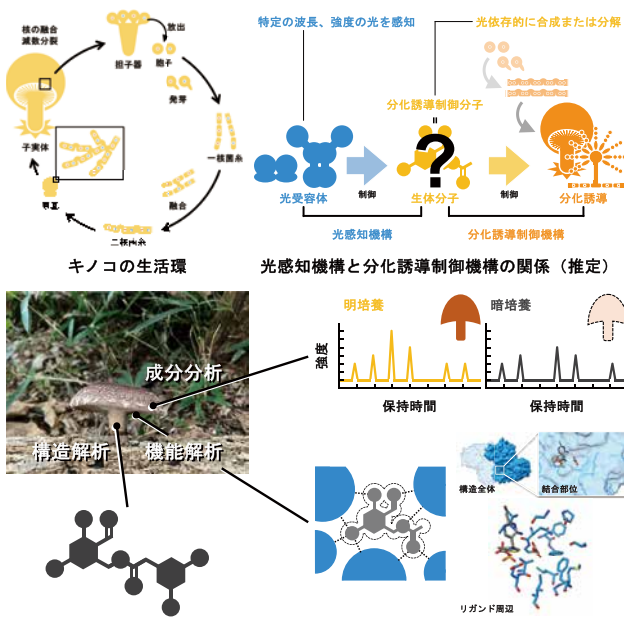 核の融合
減数分裂
担子器
放出
胞子
発芽
一核菌糸
融合
二核菌糸
子実体
キノコの生活環
特定の波長、強度の光を感知
光依存的に合成または分解
分化誘導制御分子
=
?
光受容体
制御
生体分子
制御
分化誘導
光感知機構
分化誘導制御機構
光感知機構と分化誘導制御機構の関係（推定）
成分分析
構造解析
機能解析
明培養
暗培養
強度
保持時間
保持時間
構造全体
結合部位
リガンド周辺